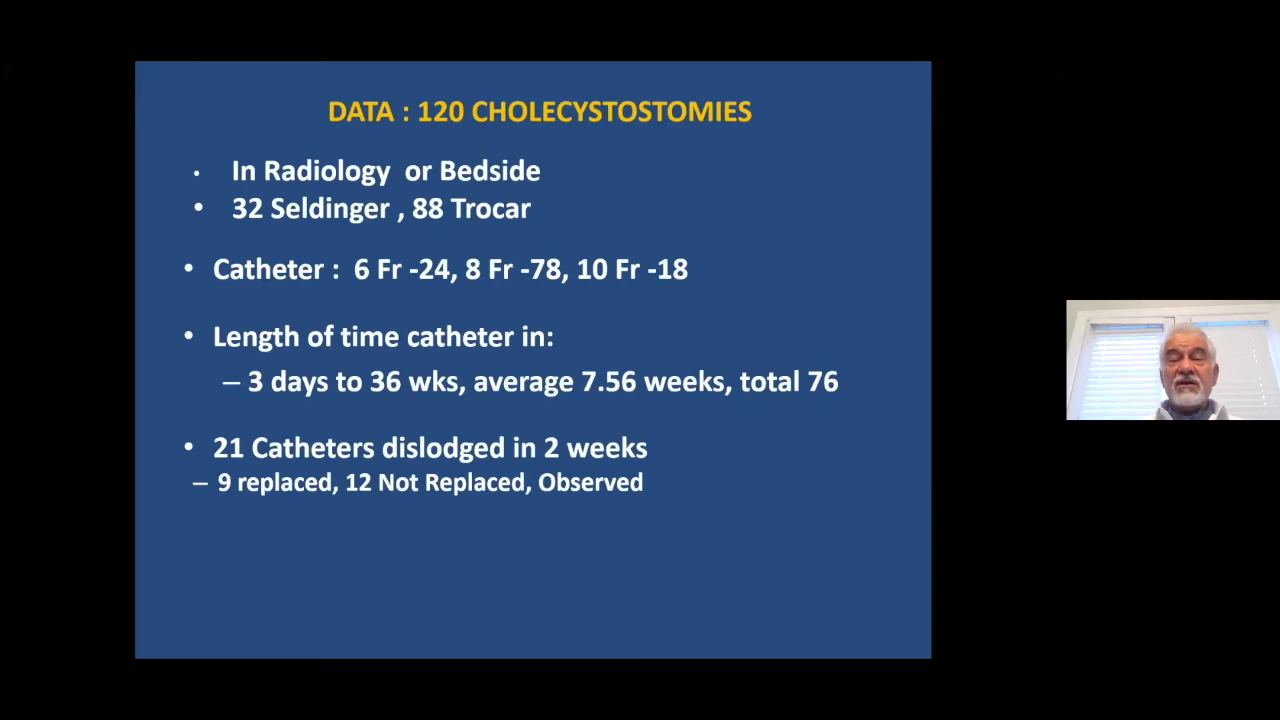 DATA : 120 CHOLECYSTOSTOMIES
• In Radiology or Bedside
• 32 Seldinger , 88 Trocar
• Catheter : 6 Fr -24, 8 Fr -78, 10 Fr -18
• Length of time catheter in:
– 3 days to 36 wks, average 7.56 weeks, total 76
• 21 Catheters dislodged in 2 weeks
– 9 replaced, 12 Not Replaced, Observed